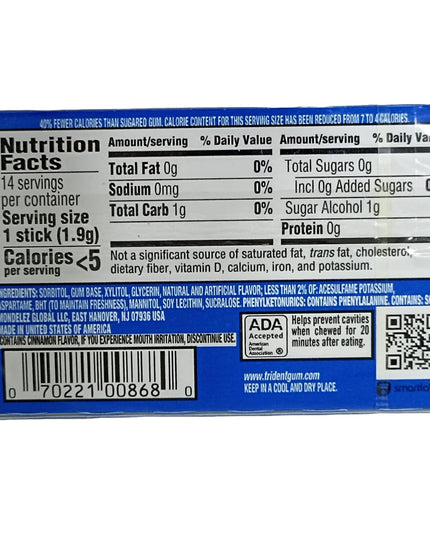 40% FEWER CALORIES THAN SUGARED GUM. CALORIE CONTENT FOR THIS SERVING SIZE HAS BEEN REDUCED FROM 7 TO 4 CALORIES.
Nutrition Facts
14 servings per container
Serving size
1 stick (1.9g)
Calories per serving <5
Amount/serving % Daily Value
Total Fat 0g 0%
Sodium 0mg 0%
Total Carb 1g 0%
Amount/serving % Daily
Total Sugars 0g
Incl 0g Added Sugars
Sugar Alcohol 1g
Protein 0g
Not a significant source of saturated fat, trans fat, cholesterol,
dietary fiber, vitamin D, calcium, iron, and potassium.
INGREDIENTS: SORBITOL, GUM BASE, XYLITOL, GLYCERIN, NATURAL AND ARTIFICIAL FLAVOR; LESS THAN 2% OF: ACESULFAME POTASSIUM,
ASPARTAME, BHT (TO MAINTAIN FRESHNESS), MANNITOL, SOY LECITHIN, SUCRALOSE. PHENYLKETONURICS: CONTAINS PHENYLALANINE. CONTAINS:
MONDELEZ GLOBAL LLC, EAST HANOVER, NJ 07936 USA
MADE IN UNITED STATES OF AMERICA
CONTAINS CINNAMON FLAVOR, IF YOU EXPERIENCE MOUTH IRRITATION, DISCONTINUE USE.
ADA
Accepted
American
Dental
Association ®
Helps prevent cavities
when chewed for 20
minutes after eating.
www.tridentgum.com
KEEP IN A COOL AND DRY PLACE.
0 70221 00868 0